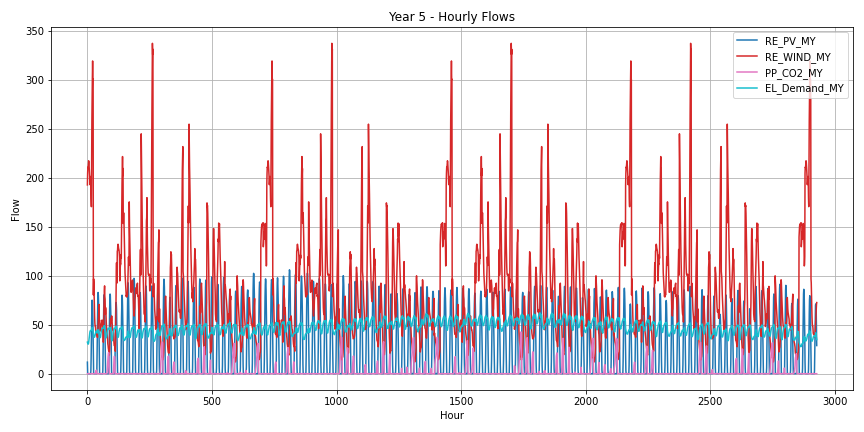 Year 5 - Hourly Flows
350
300
250
200
150
100
50
0
Flow
0
500
1000
1500
2000
2500
3000
Hour
RE_PV_MY
RE_WIND_MY
PP_CO2_MY
EL_Demand_MY